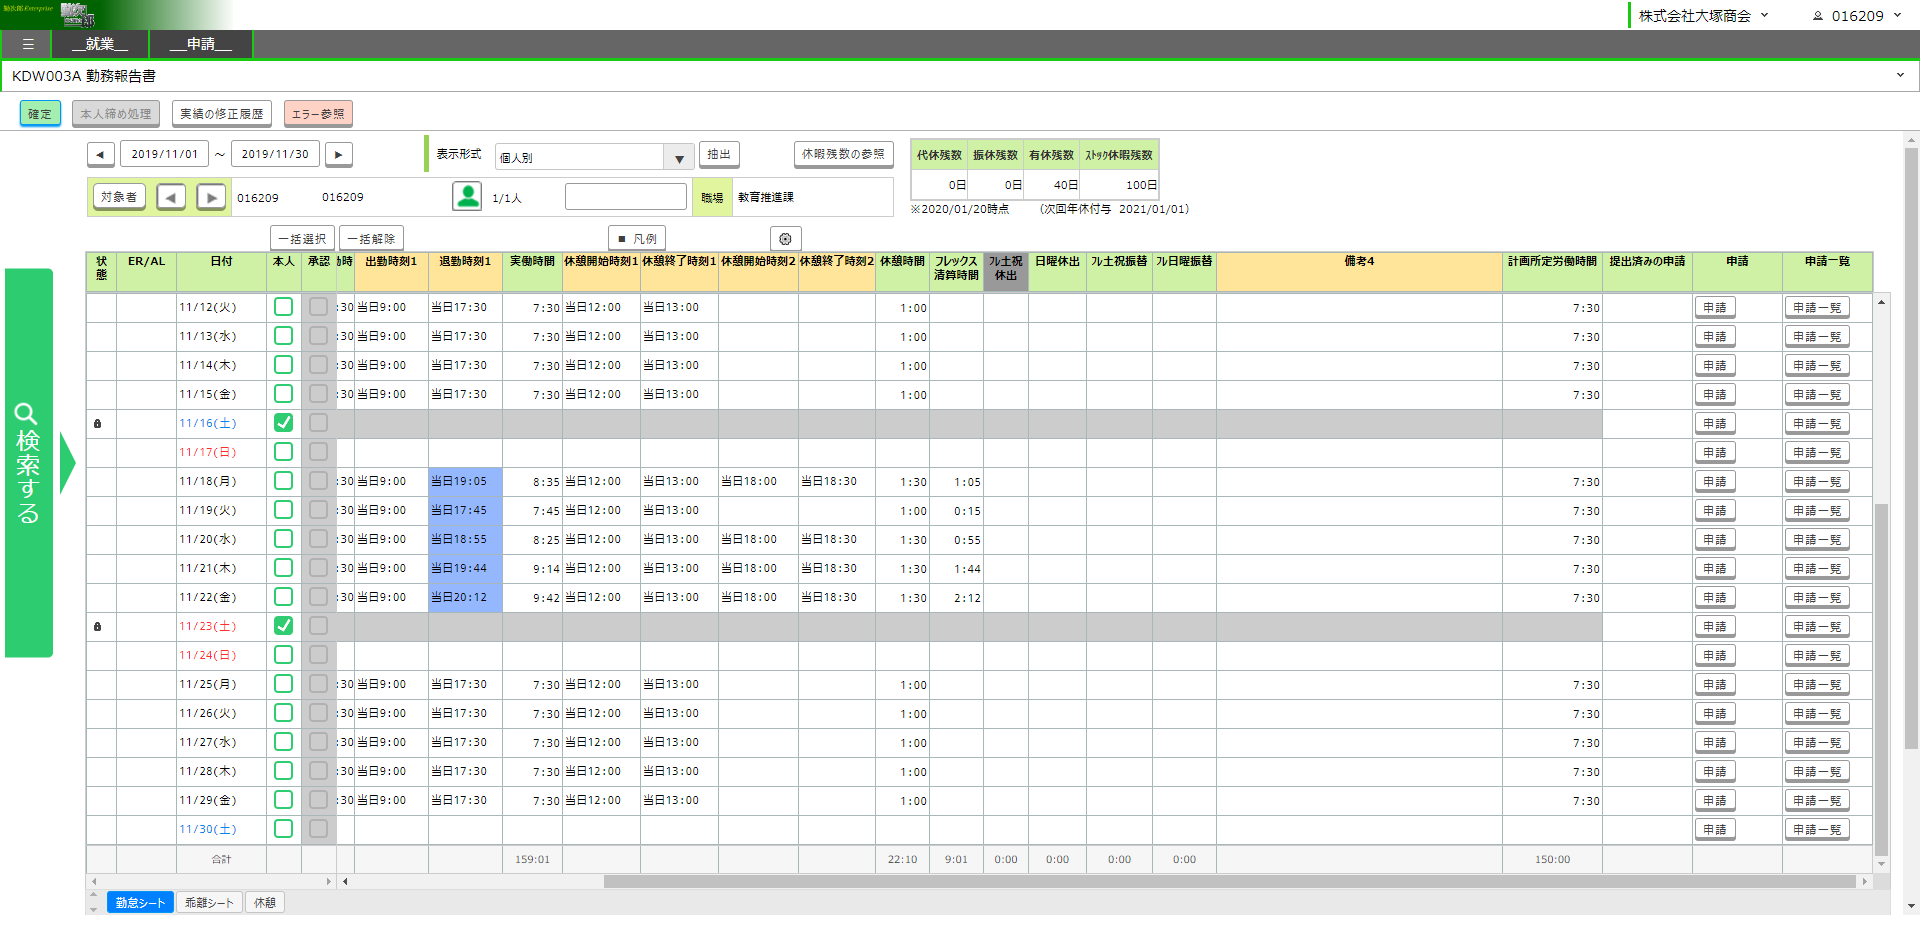 勤次郎 Enterprise 勤次郎
株式会社大塚商会 016209
☰ __就業__ __申請__
KDW003A 勤務報告書
確定 本人締め処理 実績の修正履歴 エラー参照
◀ 2019/11/01 ～ 2019/11/30 ▶ 表示形式 個人別 ▼ 抽出 休暇残数の参照
代休残数 振休残数 有休残数 ｽﾄｯｸ休暇残数
0日 0日 40日 100日
対象者 ◀ ▶ 016209 016209 1/1人 職場 教育推進課
※2020/01/20時点 （次回年休付与 2021/01/01）
一括選択 一括解除 ■ 凡例
状態 ER/AL 日付 本人 承認 出勤時刻1 退勤時刻1 実働時間 休憩開始時刻1 休憩終了時刻1 休憩開始時刻2 休憩終了時刻2 休憩時間 フレックス清算時間 ﾌﾙ土祝休出 日曜休出 ﾌﾙ土祝振替 ﾌﾙ日曜振替 備考4 計画所定労働時間 提出済みの申請 申請 申請一覧
11/12(火) :30 当日9:00 当日17:30 7:30 当日12:00 当日13:00 1:00 7:30 申請 申請一覧
11/13(水) :30 当日9:00 当日17:30 7:30 当日12:00 当日13:00 1:00 7:30 申請 申請一覧
11/14(木) :30 当日9:00 当日17:30 7:30 当日12:00 当日13:00 1:00 7:30 申請 申請一覧
11/15(金) :30 当日9:00 当日17:30 7:30 当日12:00 当日13:00 1:00 7:30 申請 申請一覧
11/16(土) 申請 申請一覧
11/17(日) 申請 申請一覧
11/18(月) :30 当日9:00 当日19:05 8:35 当日12:00 当日13:00 当日18:00 当日18:30 1:30 1:05 7:30 申請 申請一覧
11/19(火) :30 当日9:00 当日17:45 7:45 当日12:00 当日13:00 1:00 0:15 7:30 申請 申請一覧
11/20(水) :30 当日9:00 当日18:55 8:25 当日12:00 当日13:00 当日18:00 当日18:30 1:30 0:55 7:30 申請 申請一覧
11/21(木) :30 当日9:00 当日19:44 9:14 当日12:00 当日13:00 当日18:00 当日18:30 1:30 1:44 7:30 申請 申請一覧
11/22(金) :30 当日9:00 当日20:12 9:42 当日12:00 当日13:00 当日18:00 当日18:30 1:30 2:12 7:30 申請 申請一覧
11/23(土) 申請 申請一覧
11/24(日) 申請 申請一覧
11/25(月) :30 当日9:00 当日17:30 7:30 当日12:00 当日13:00 1:00 7:30 申請 申請一覧
11/26(火) :30 当日9:00 当日17:30 7:30 当日12:00 当日13:00 1:00 7:30 申請 申請一覧
11/27(水) :30 当日9:00 当日17:30 7:30 当日12:00 当日13:00 1:00 7:30 申請 申請一覧
11/28(木) :30 当日9:00 当日17:30 7:30 当日12:00 当日13:00 1:00 7:30 申請 申請一覧
11/29(金) :30 当日9:00 当日17:30 7:30 当日12:00 当日13:00 1:00 7:30 申請 申請一覧
11/30(土) 申請 申請一覧
合計 159:01 22:10 9:01 0:00 0:00 0:00 0:00 150:00
勤怠シート 乖離シート 休憩
検索する